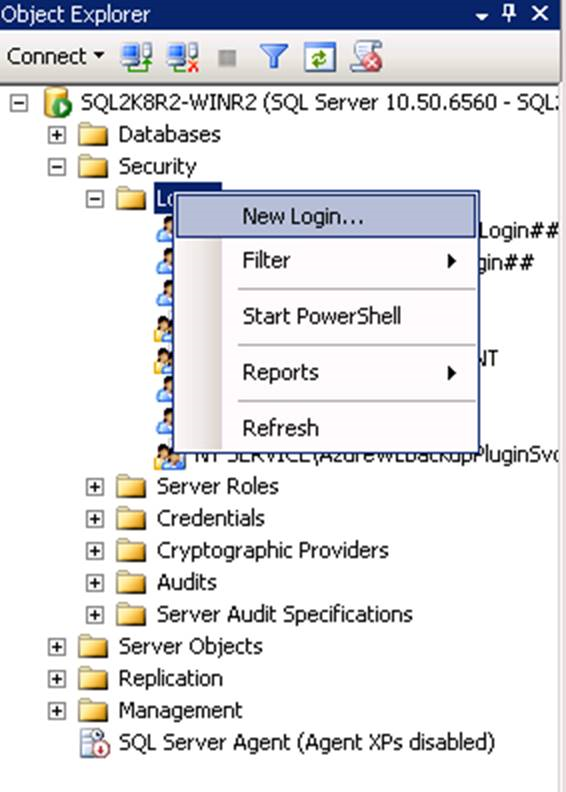 Object Explorer
Connect
SQL2K8R2-WINR2 (SQL Server 10.50.6560 - SQL
Databases
Security
New Login...
Login##
Filter
gin##
Start PowerShell
NT
Reports
Refresh
NT SERVICE\AzureWLBackupPluginSvc
Server Roles
Credentials
Cryptographic Providers
Audits
Server Audit Specifications
Server Objects
Replication
Management
SQL Server Agent (Agent XPs disabled)